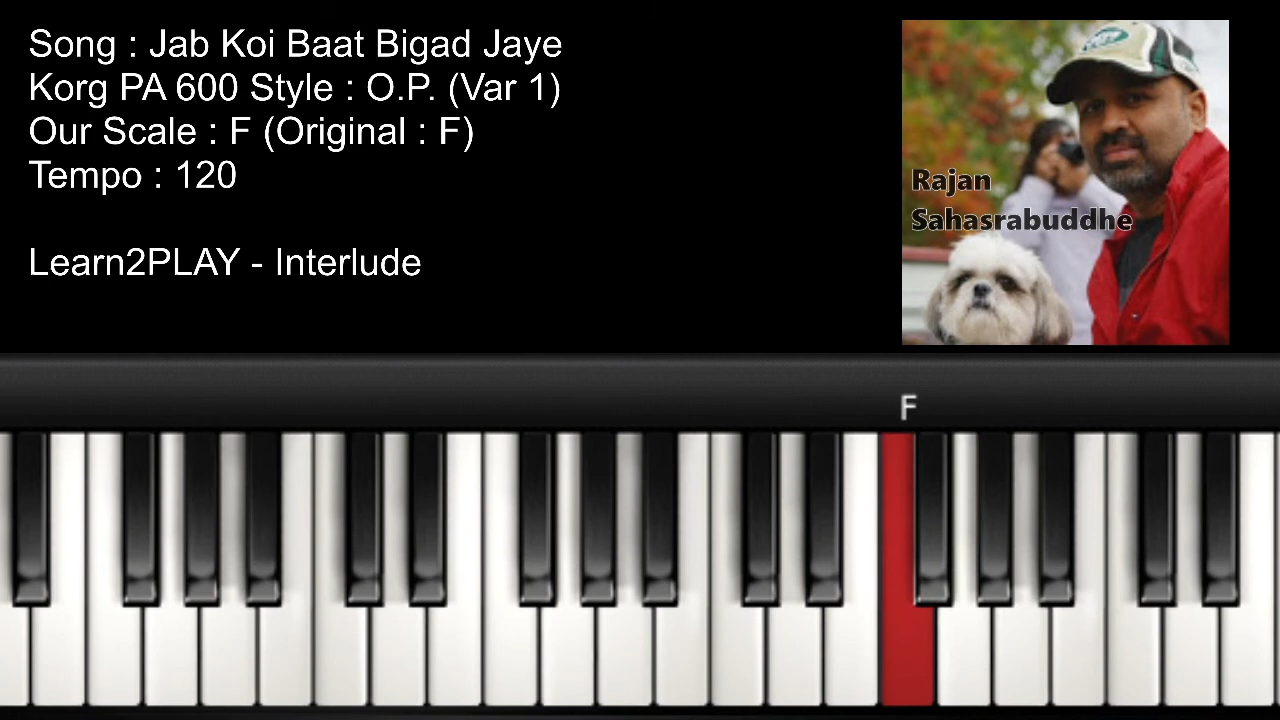 Song : Jab Koi Baat Bigad Jaye
Korg PA 600 Style : O.P. (Var 1)
Our Scale : F (Original : F)
Tempo : 120
Learn2PLAY - Interlude
Rajan
Sahasrabuddhe
F